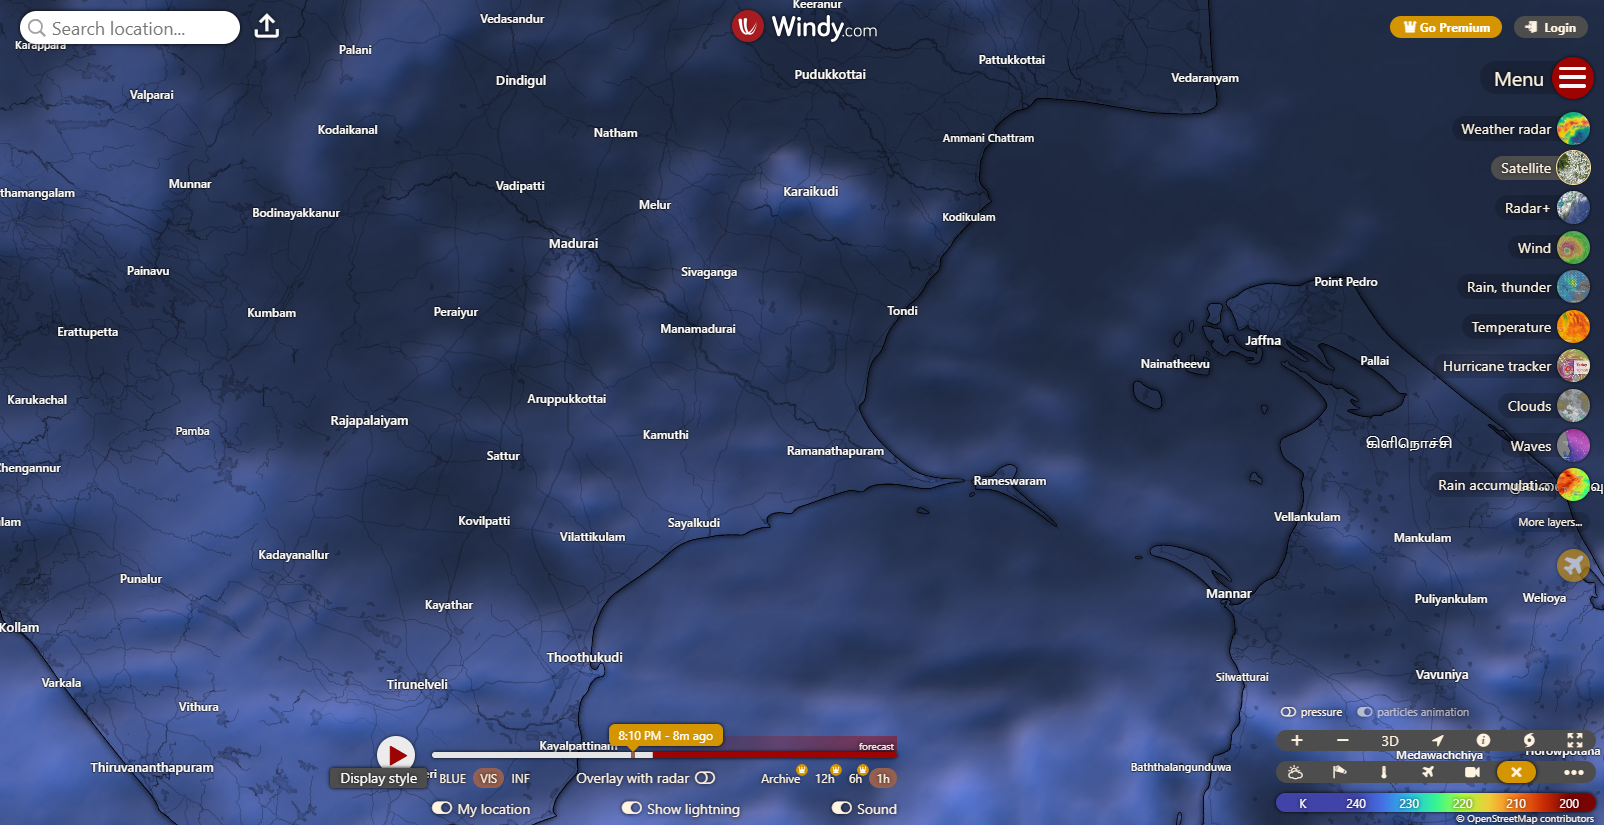 Search location...
Windy.com
Go Premium
Login
Menu
Weather radar
Satellite
Radar+
Wind
Rain, thunder
Temperature
Hurricane tracker
Clouds
Waves
Rain accumulati...
More layers...
Keeranur
Vedasandur
Karappara
Palani
Pattukkottai
Dindigul
Pudukkottai
Vedaranyam
Valparai
Kodaikanal
Natham
Ammani Chattram
Munnar
Vadipatti
Karaikudi
thamangalam
Melur
Bodinayakkanur
Kodikulam
Madurai
Painavu
Sivaganga
Point Pedro
Kumbam
Peraiyur
Tondi
Erattupetta
Manamadurai
Jaffna
Nainatheevu
Pallai
Karukachal
Aruppukkottai
Rajapalaiyam
Pamba
Kamuthi
கிளிநொச்சி
Sattur
Ramanathapuram
Chengannur
Rameswaram
lam
Kovilpatti
Sayalkudi
Vellankulam
Vilattikulam
Mankulam
Kadayanallur
Punalur
Mannar
Puliyankulam
Welioya
Kayathar
Kollam
Thoothukudi
Silwatturai
Vavuniya
Varkala
Tirunelveli
Vithura
Kayalpattinam
Thiruvananthapuram
Baththalangunduwa
Medawachchiya
Horowpotana
8:10 PM - 8m ago
forecast
Display style
eri
BLUE
VIS
INF
Overlay with radar
Archive
12h
6h
1h
My location
Show lightning
Sound
pressure
particles animation
+ − 3D
K 240 230 220 210 200
© OpenStreetMap contributors